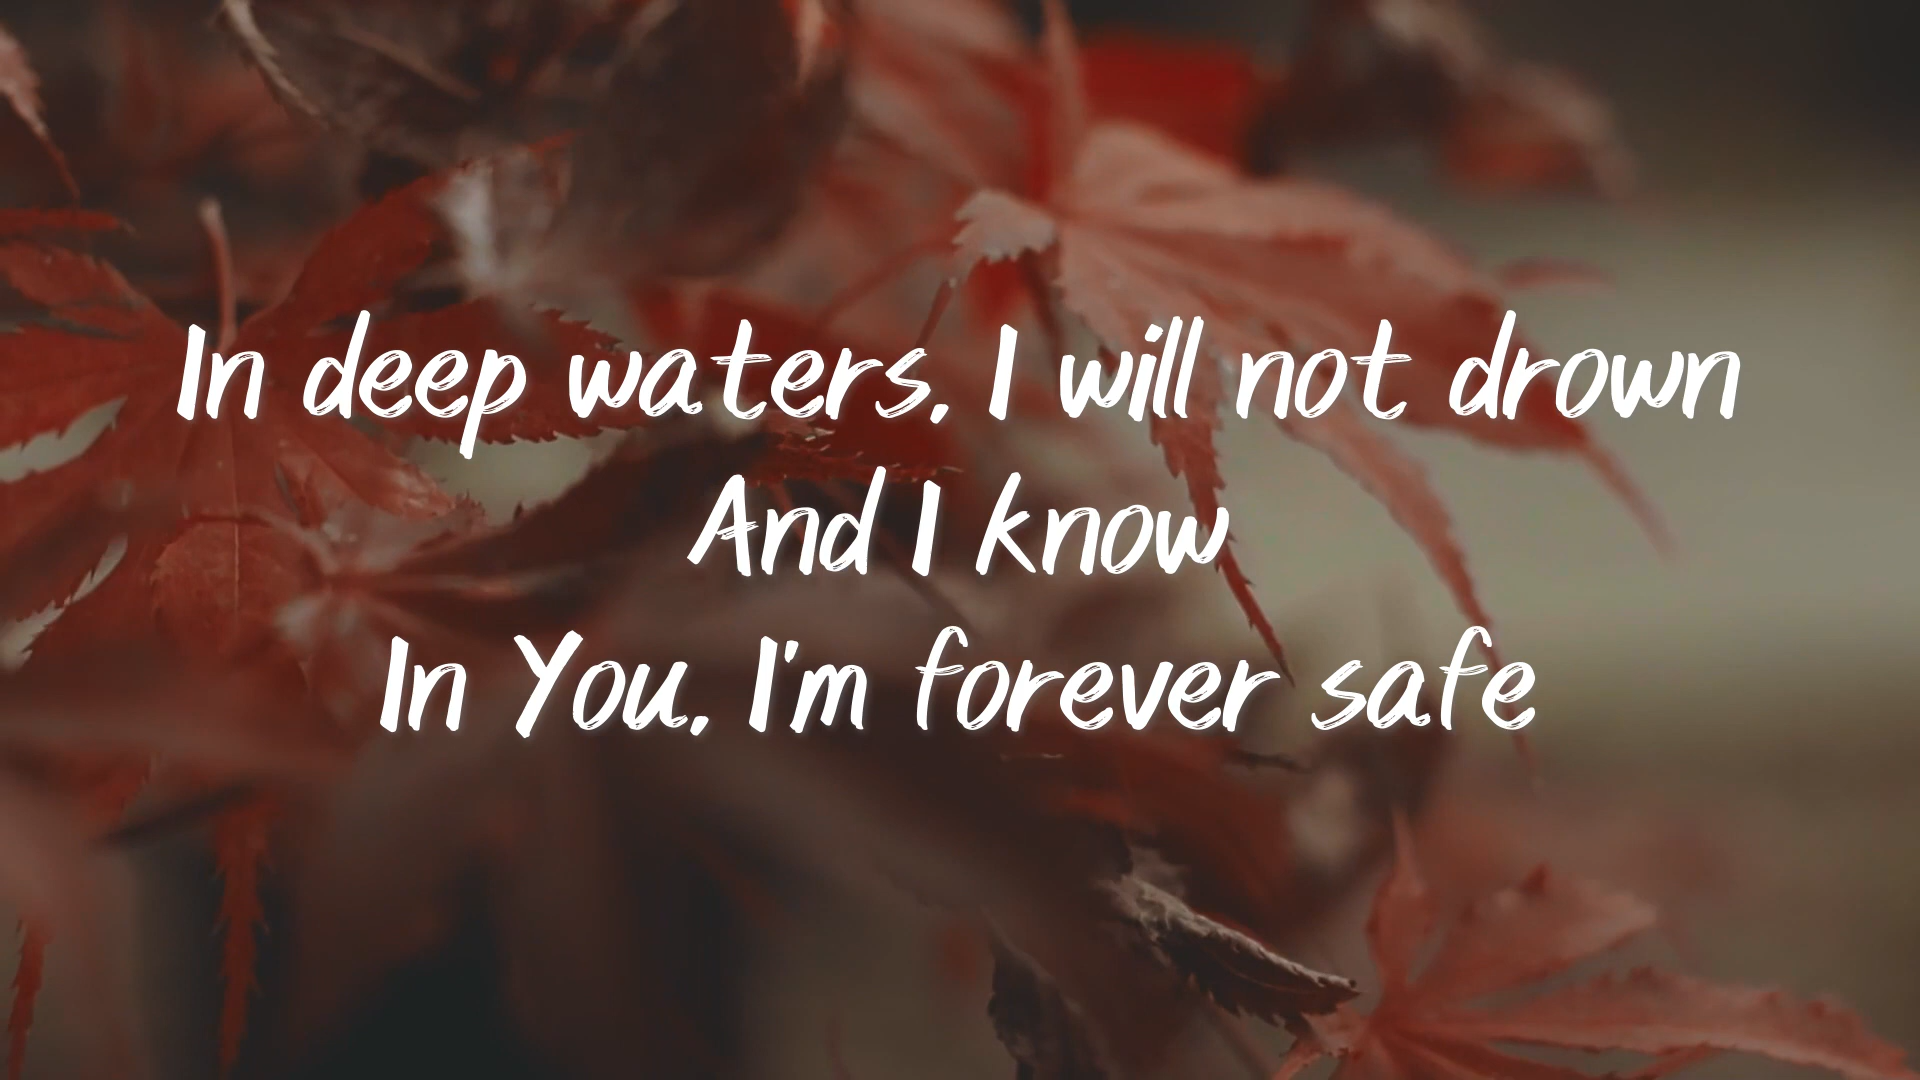 In deep waters, I will not drown
And I know
In You, I'm forever safe